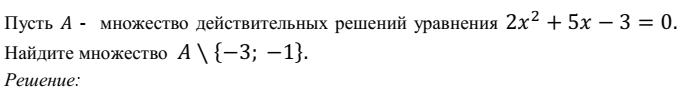 Пусть A - множество действительных решений уравнения 2x² + 5x − 3 = 0.
Найдите множество A \ {−3; −1}.
Решение: